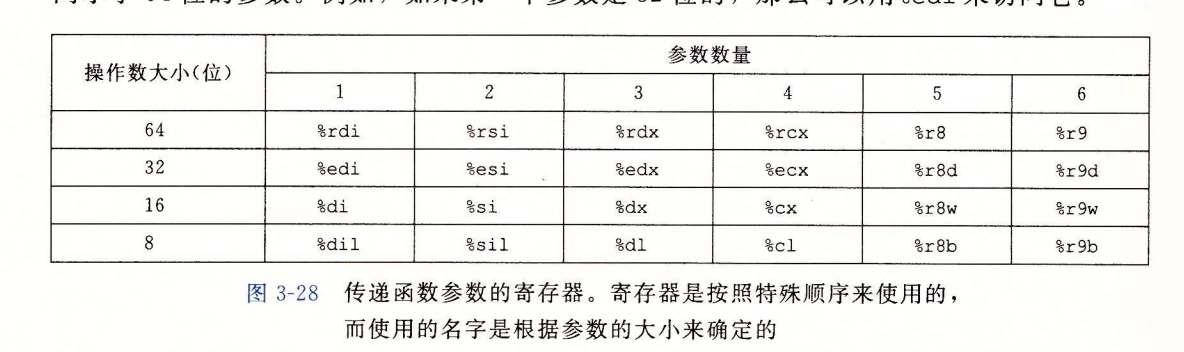 操作数大小(位) 参数数量
1 2 3 4 5 6
64 %rdi %rsi %rdx %rcx %r8 %r9
32 %edi %esi %edx %ecx %r8d %r9d
16 %di %si %dx %cx %r8w %r9w
8 %dil %sil %dl %cl %r8b %r9b
图 3-28 传递函数参数的寄存器。寄存器是按照特殊顺序来使用的，
而使用的名字是根据参数的大小来确定的